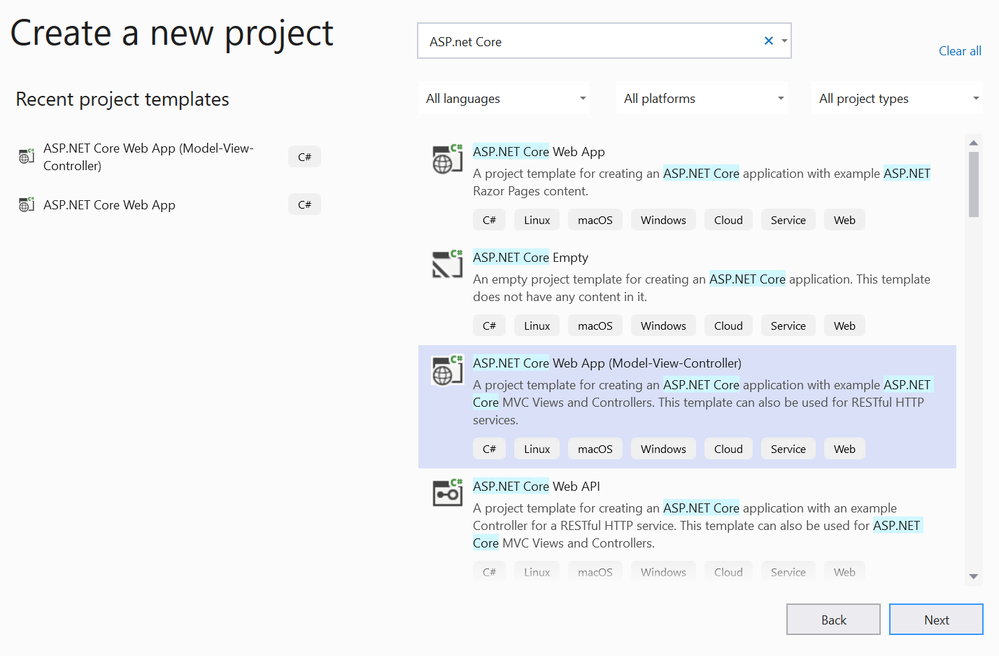 Create a new project
ASP.net Core
Clear all
Recent project templates
All languages
All platforms
All project types
ASP.NET Core Web App (Model-View-
Controller)
C#
ASP.NET Core Web App
C#
C#
ASP.NET Core Web App
A project template for creating an ASP.NET Core application with example ASP.NET
Razor Pages content.
C# Linux macOS Windows Cloud Service Web
C#
ASP.NET Core Empty
An empty project template for creating an ASP.NET Core application. This template
does not have any content in it.
C# Linux macOS Windows Cloud Service Web
C#
ASP.NET Core Web App (Model-View-Controller)
A project template for creating an ASP.NET Core application with example ASP.NET
Core MVC Views and Controllers. This template can also be used for RESTful HTTP
services.
C# Linux macOS Windows Cloud Service Web
C#
ASP.NET Core Web API
A project template for creating an ASP.NET Core application with an example
Controller for a RESTful HTTP service. This template can also be used for ASP.NET
Core MVC Views and Controllers.
C# Linux macOS Windows Cloud Service Web
Back
Next